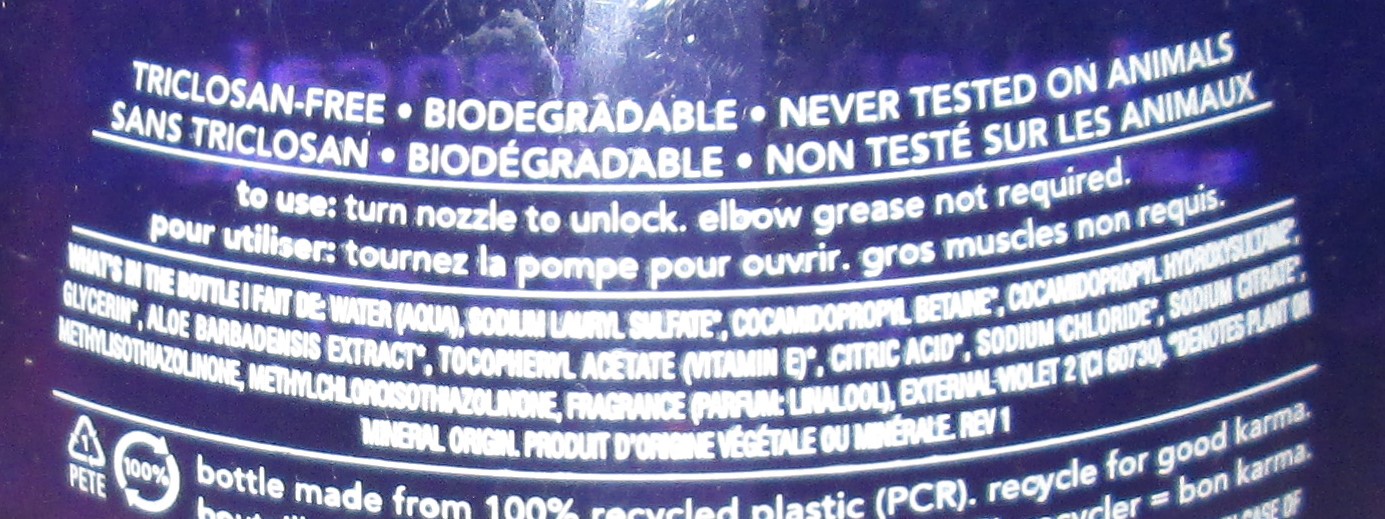 TRICLOSAN-FREE • BIODEGRADABLE • NEVER TESTED ON ANIMALS
SANS TRICLOSAN • BIODÉGRADABLE • NON TESTÉ SUR LES ANIMAUX
to use: turn nozzle to unlock. elbow grease not required.
pour utiliser: tournez la pompe pour ouvrir. gros muscles non requis.
WHAT'S IN THE BOTTLE I FAIT DE: WATER (AQUA), SODIUM LAURYL SULFATE*, COCAMIDOPROPYL BETAINE*, COCAMIDOPROPYL HYDROXYSULTAINE*,
GLYCERIN*, ALOE BARBADENSIS EXTRACT*, TOCOPHERYL ACETATE (VITAMIN E)*, CITRIC ACID*, SODIUM CHLORIDE*, SODIUM CITRATE*,
METHYLISOTHIAZOLINONE, METHYLCHLOROISOTHIAZOLINONE, FRAGRANCE (PARFUM: LINALOOL), EXTERNAL VIOLET 2 (CI 60730). *DENOTES PLANT OR
MINERAL ORIGIN. PRODUIT D'ORIGINE VÉGÉTALE OU MINÉRALE. REV 1
1 PETE
100%
bottle made from 100% recycled plastic (PCR). recycle for good karma.
recycler = bon karma.
CASE OF